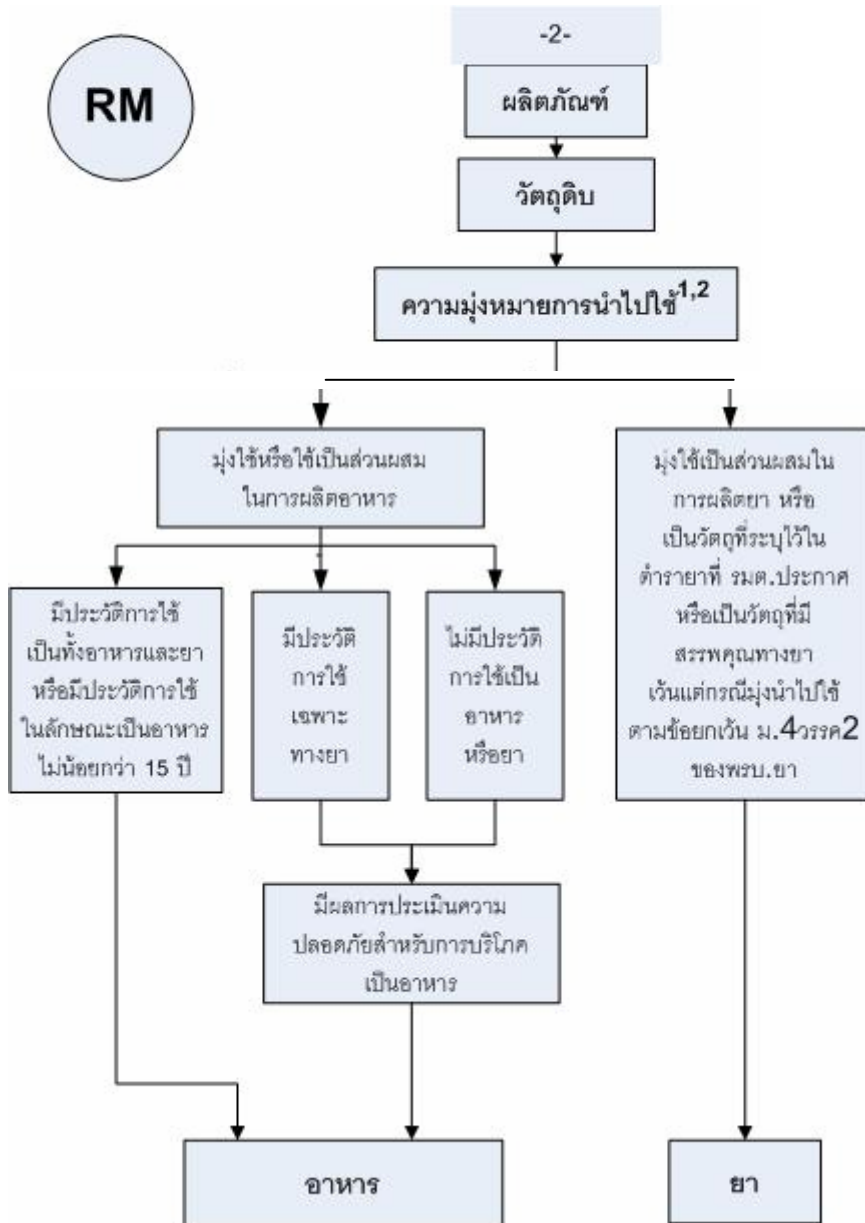 -2-
RM
ผลิตภัณฑ์
วัตถุดิบ
ความมุ่งหมายการนำไปใช้1,2
มุ่งใช้หรือใช้เป็นส่วนผสม
ในการผลิตอาหาร
มุ่งใช้เป็นส่วนผสมใน
การผลิตยา หรือ
เป็นวัตถุที่ระบุไว้ใน
ตำรายาที่ รมต.ประกาศ
หรือเป็นวัตถุที่มี
สรรพคุณทางยา
เว้นแต่กรณีมุ่งนำไปใช้
ตามข้อยกเว้น ม.4วรรค2
ของพรบ.ยา
มีประวัติการใช้
เป็นทั้งอาหารและยา
หรือมีประวัติการใช้
ในลักษณะเป็นอาหาร
ไม่น้อยกว่า 15 ปี
มีประวัติ
การใช้
เฉพาะ
ทางยา
ไม่มีประวัติ
การใช้เป็น
อาหาร
หรือยา
มีผลการประเมินความ
ปลอดภัยสำหรับการบริโภค
เป็นอาหาร
อาหาร
ยา